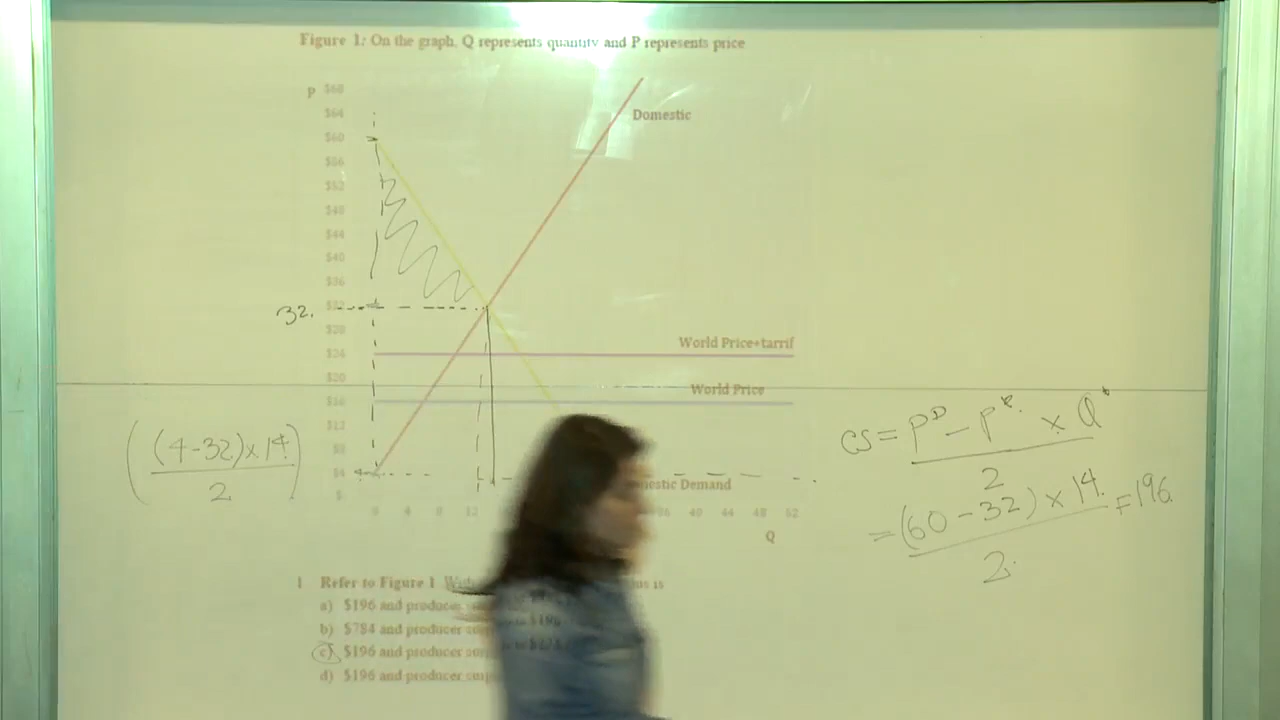 Figure 1: On the graph, Q represents quantity and P represents price
P $68
$64
Domestic
$60
$56
$52
$48
$44
$40
$36
32. $32
$28
World Price+tarrif
$24
$20
World Price
$16
$12
$8
$4
$
Demand
((4-32)×14)/2
CS = P^D - P^* × Q^* / 2
= (60-32) × 14 / 2 = 196
0 4 8 12 36 40 44 48 52
Q
1 Refer to Figure 1 is
a) $196 and producer
b) $784 and producer $196
c) $196 and producer
d) $196 and producer